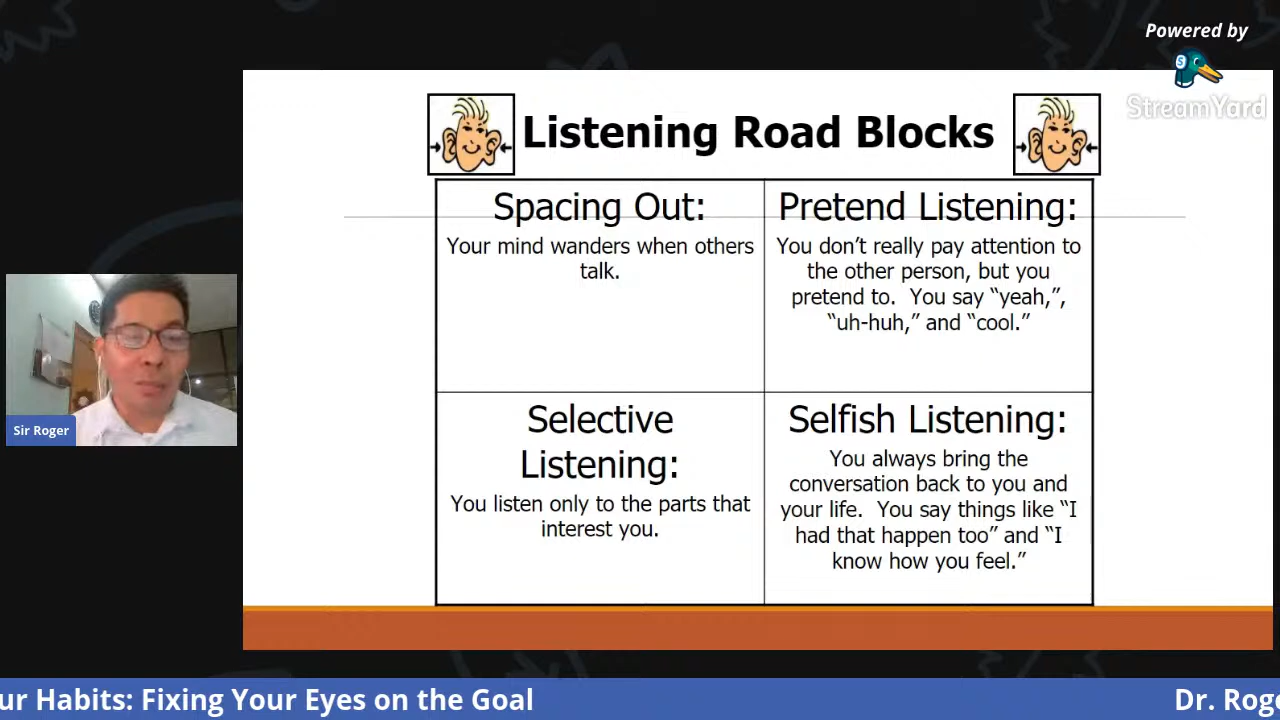 Powered by
StreamYard
Listening Road Blocks
Spacing Out:
Your mind wanders when others
talk.
Pretend Listening:
You don’t really pay attention to
the other person, but you
pretend to.  You say “yeah,”,
“uh-huh,” and “cool.”
Selective
Listening:
You listen only to the parts that
interest you.
Selfish Listening:
You always bring the
conversation back to you and
your life.  You say things like “I
had that happen too” and “I
know how you feel.”
Sir Roger
ur Habits: Fixing Your Eyes on the Goal
Dr. Roge